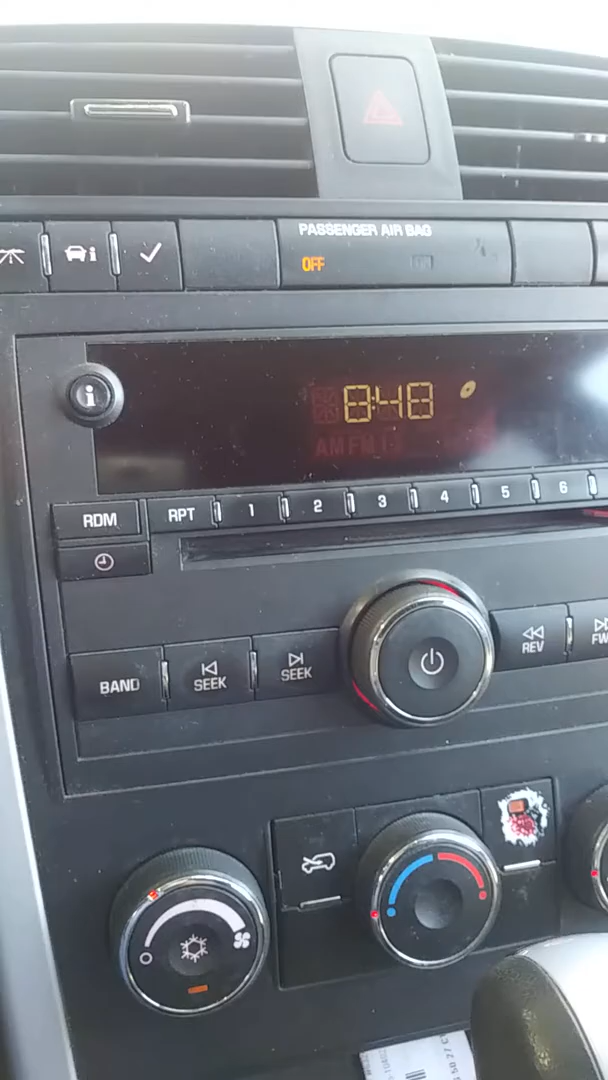 PASSENGER AIR BAG
OFF
i
8:48
AM FM
RDM
RPT 1 2 3 4 5 6
BAND
SEEK
SEEK
REV
FW